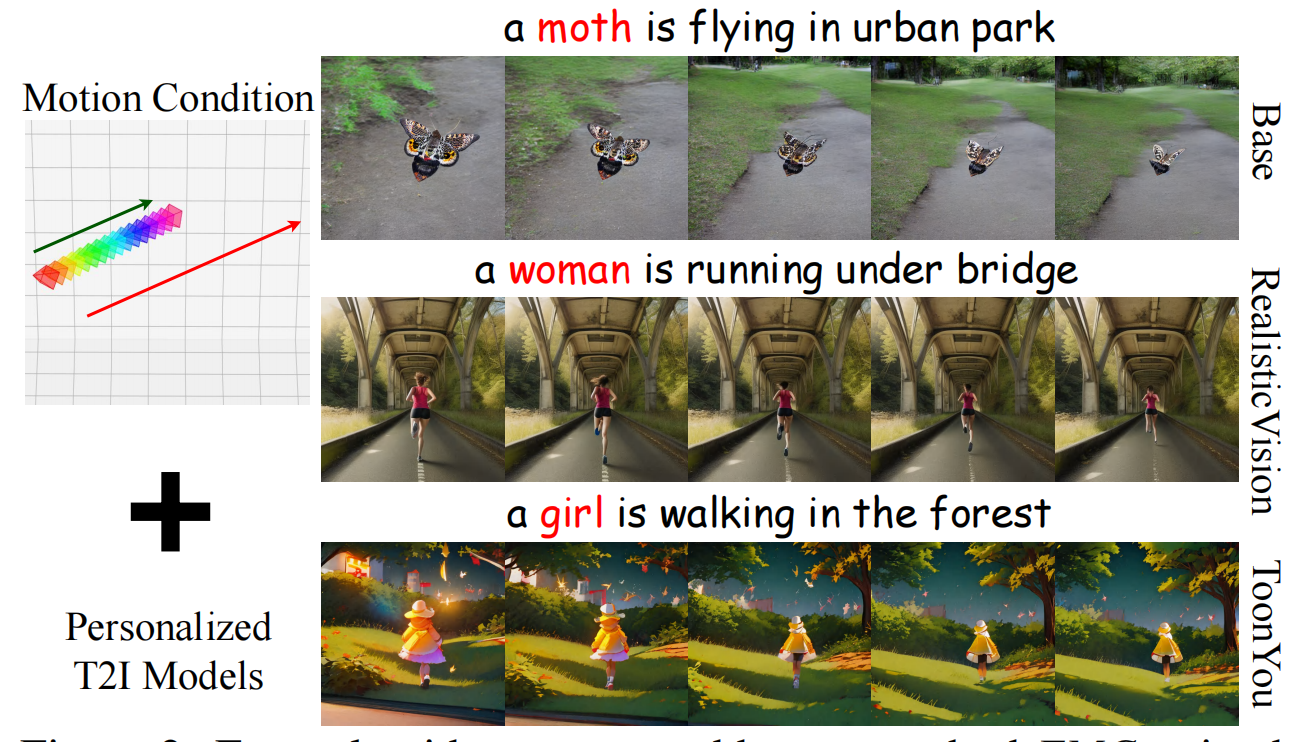 a moth is flying in urban park
Motion Condition
Base
a woman is running under bridge
RealisticVision
a girl is walking in the forest
Personalized
T2I Models
ToonYou